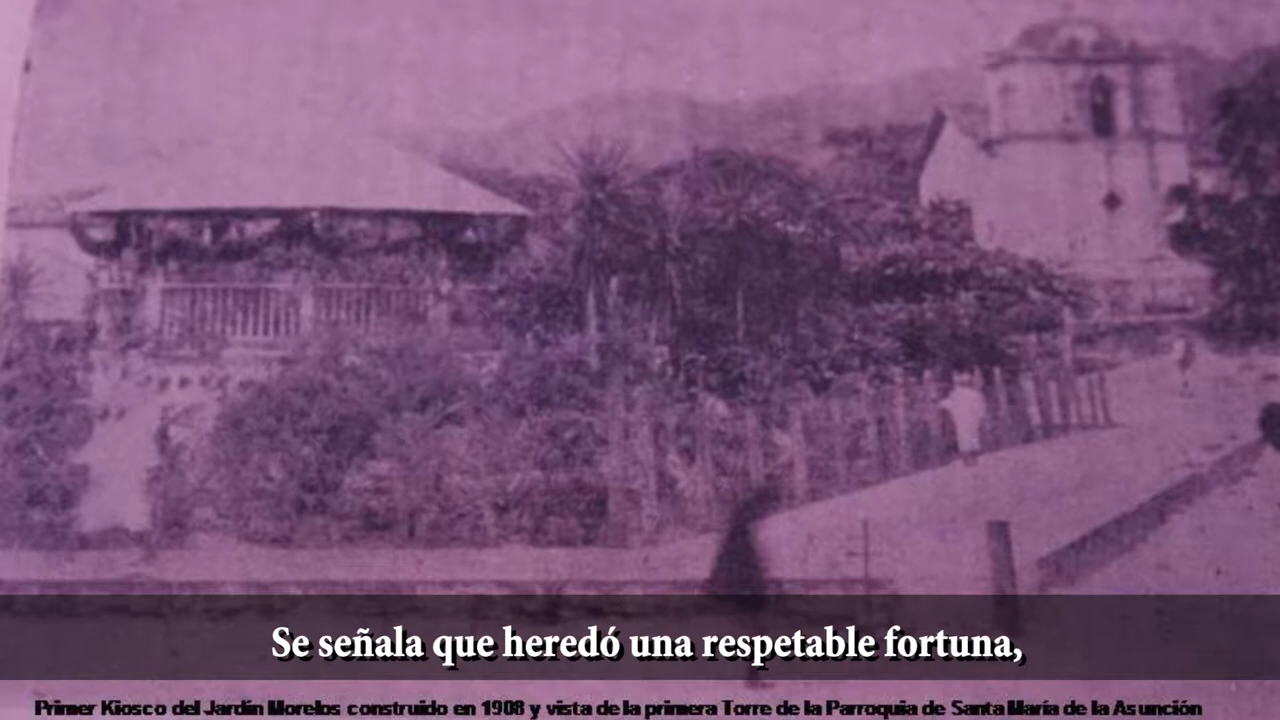 Se señala que heredó una respetable fortuna,
Primer Kiosco del Jardín Morelos construido en 1908 y vista de la primera Torre de la Parroquia de Santa María de la Asunción